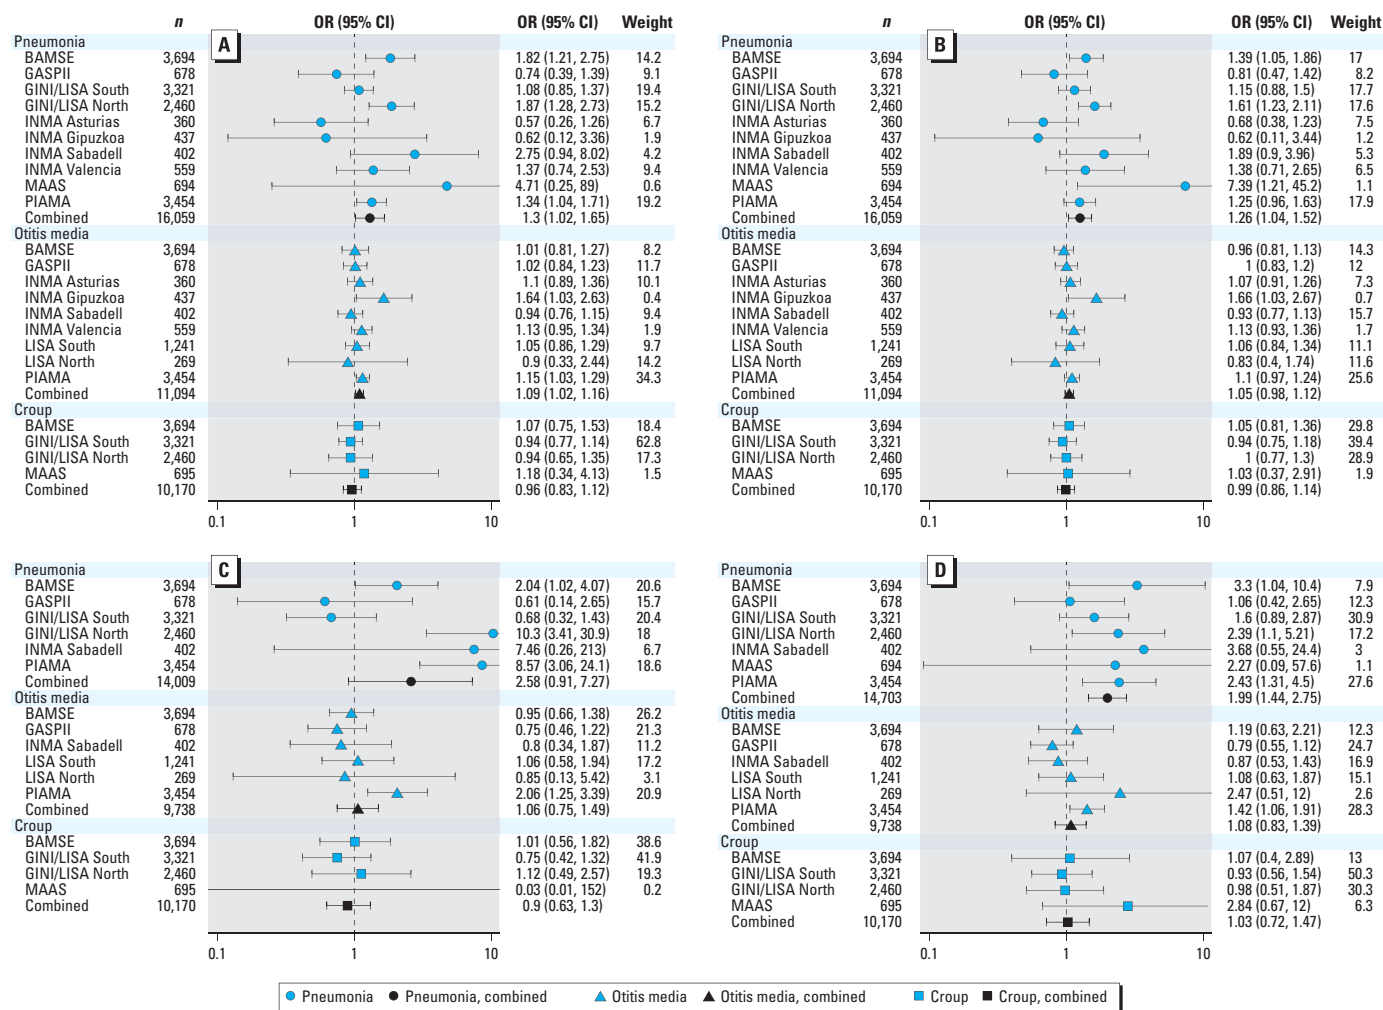 n OR (95% CI) OR (95% CI) Weight
A
Pneumonia
BAMSE 3,694 1.82 (1.21, 2.75) 14.2
GASPII 678 0.74 (0.39, 1.39) 9.1
GINI/LISA South 3,321 1.08 (0.85, 1.37) 19.4
GINI/LISA North 2,460 1.87 (1.28, 2.73) 15.2
INMA Asturias 360 0.57 (0.26, 1.26) 6.7
INMA Gipuzkoa 437 0.62 (0.12, 3.36) 1.9
INMA Sabadell 402 2.75 (0.94, 8.02) 4.2
INMA Valencia 559 1.37 (0.74, 2.53) 9.4
MAAS 694 4.71 (0.25, 89) 0.6
PIAMA 3,454 1.34 (1.04, 1.71) 19.2
Combined 16,059 1.3 (1.02, 1.65)
Otitis media
BAMSE 3,694 1.01 (0.81, 1.27) 8.2
GASPII 678 1.02 (0.84, 1.23) 11.7
INMA Asturias 360 1.1 (0.89, 1.36) 10.1
INMA Gipuzkoa 437 1.64 (1.03, 2.63) 0.4
INMA Sabadell 402 0.94 (0.76, 1.15) 9.4
INMA Valencia 559 1.13 (0.95, 1.34) 1.9
LISA South 1,241 1.05 (0.86, 1.29) 9.7
LISA North 269 0.9 (0.33, 2.44) 14.2
PIAMA 3,454 1.15 (1.03, 1.29) 34.3
Combined 11,094 1.09 (1.02, 1.16)
Croup
BAMSE 3,694 1.07 (0.75, 1.53) 18.4
GINI/LISA South 3,321 0.94 (0.77, 1.14) 62.8
GINI/LISA North 2,460 0.94 (0.65, 1.35) 17.3
MAAS 695 1.18 (0.34, 4.13) 1.5
Combined 10,170 0.96 (0.83, 1.12)
0.1 1 10
n OR (95% CI) OR (95% CI) Weight
B
Pneumonia
BAMSE 3,694 1.39 (1.05, 1.86) 17
GASPII 678 0.81 (0.47, 1.42) 8.2
GINI/LISA South 3,321 1.15 (0.88, 1.5) 17.7
GINI/LISA North 2,460 1.61 (1.23, 2.11) 17.6
INMA Asturias 360 0.68 (0.38, 1.23) 7.5
INMA Gipuzkoa 437 0.62 (0.11, 3.44) 1.2
INMA Sabadell 402 1.89 (0.9, 3.96) 5.3
INMA Valencia 559 1.38 (0.71, 2.65) 6.5
MAAS 694 7.39 (1.21, 45.2) 1.1
PIAMA 3,454 1.25 (0.96, 1.63) 17.9
Combined 16,059 1.26 (1.04, 1.52)
Otitis media
BAMSE 3,694 0.96 (0.81, 1.13) 14.3
GASPII 678 1 (0.83, 1.2) 12
INMA Asturias 360 1.07 (0.91, 1.26) 7.3
INMA Gipuzkoa 437 1.66 (1.03, 2.67) 0.7
INMA Sabadell 402 0.93 (0.77, 1.13) 15.7
INMA Valencia 559 1.13 (0.93, 1.36) 1.7
LISA South 1,241 1.06 (0.84, 1.34) 11.1
LISA North 269 0.83 (0.4, 1.74) 11.6
PIAMA 3,454 1.1 (0.97, 1.24) 25.6
Combined 11,094 1.05 (0.98, 1.12)
Croup
BAMSE 3,694 1.05 (0.81, 1.36) 29.8
GINI/LISA South 3,321 0.94 (0.75, 1.18) 39.4
GINI/LISA North 2,460 1 (0.77, 1.3) 28.9
MAAS 695 1.03 (0.37, 2.91) 1.9
Combined 10,170 0.99 (0.86, 1.14)
0.1 1 10
C
Pneumonia
BAMSE 3,694 2.04 (1.02, 4.07) 20.6
GASPII 678 0.61 (0.14, 2.65) 15.7
GINI/LISA South 3,321 0.68 (0.32, 1.43) 20.4
GINI/LISA North 2,460 10.3 (3.41, 30.9) 18
INMA Sabadell 402 7.46 (0.26, 213) 6.7
PIAMA 3,454 8.57 (3.06, 24.1) 18.6
Combined 14,009 2.58 (0.91, 7.27)
Otitis media
BAMSE 3,694 0.95 (0.66, 1.38) 26.2
GASPII 678 0.75 (0.46, 1.22) 21.3
INMA Sabadell 402 0.8 (0.34, 1.87) 11.2
LISA South 1,241 1.06 (0.58, 1.94) 17.2
LISA North 269 0.85 (0.13, 5.42) 3.1
PIAMA 3,454 2.06 (1.25, 3.39) 20.9
Combined 9,738 1.06 (0.75, 1.49)
Croup
BAMSE 3,694 1.01 (0.56, 1.82) 38.6
GINI/LISA South 3,321 0.75 (0.42, 1.32) 41.9
GINI/LISA North 2,460 1.12 (0.49, 2.57) 19.3
MAAS 695 0.03 (0.01, 152) 0.2
Combined 10,170 0.9 (0.63, 1.3)
0.1 1 10
D
Pneumonia
BAMSE 3,694 3.3 (1.04, 10.4) 7.9
GASPII 678 1.06 (0.42, 2.65) 12.3
GINI/LISA South 3,321 1.6 (0.89, 2.87) 30.9
GINI/LISA North 2,460 2.39 (1.1, 5.21) 17.2
INMA Sabadell 402 3.68 (0.55, 24.4) 3
MAAS 694 2.27 (0.09, 57.6) 1.1
PIAMA 3,454 2.43 (1.31, 4.5) 27.6
Combined 14,703 1.99 (1.44, 2.75)
Otitis media
BAMSE 3,694 1.19 (0.63, 2.21) 12.3
GASPII 678 0.79 (0.55, 1.12) 24.7
INMA Sabadell 402 0.87 (0.53, 1.43) 16.9
LISA South 1,241 1.08 (0.63, 1.87) 15.1
LISA North 269 2.47 (0.51, 12) 2.6
PIAMA 3,454 1.42 (1.06, 1.91) 28.3
Combined 9,738 1.08 (0.83, 1.39)
Croup
BAMSE 3,694 1.07 (0.4, 2.89) 13
GINI/LISA South 3,321 0.93 (0.56, 1.54) 50.3
GINI/LISA North 2,460 0.98 (0.51, 1.87) 30.3
MAAS 695 2.84 (0.67, 12) 6.3
Combined 10,170 1.03 (0.72, 1.47)
0.1 1 10
Pneumonia Pneumonia, combined Otitis media Otitis media, combined Croup Croup, combined